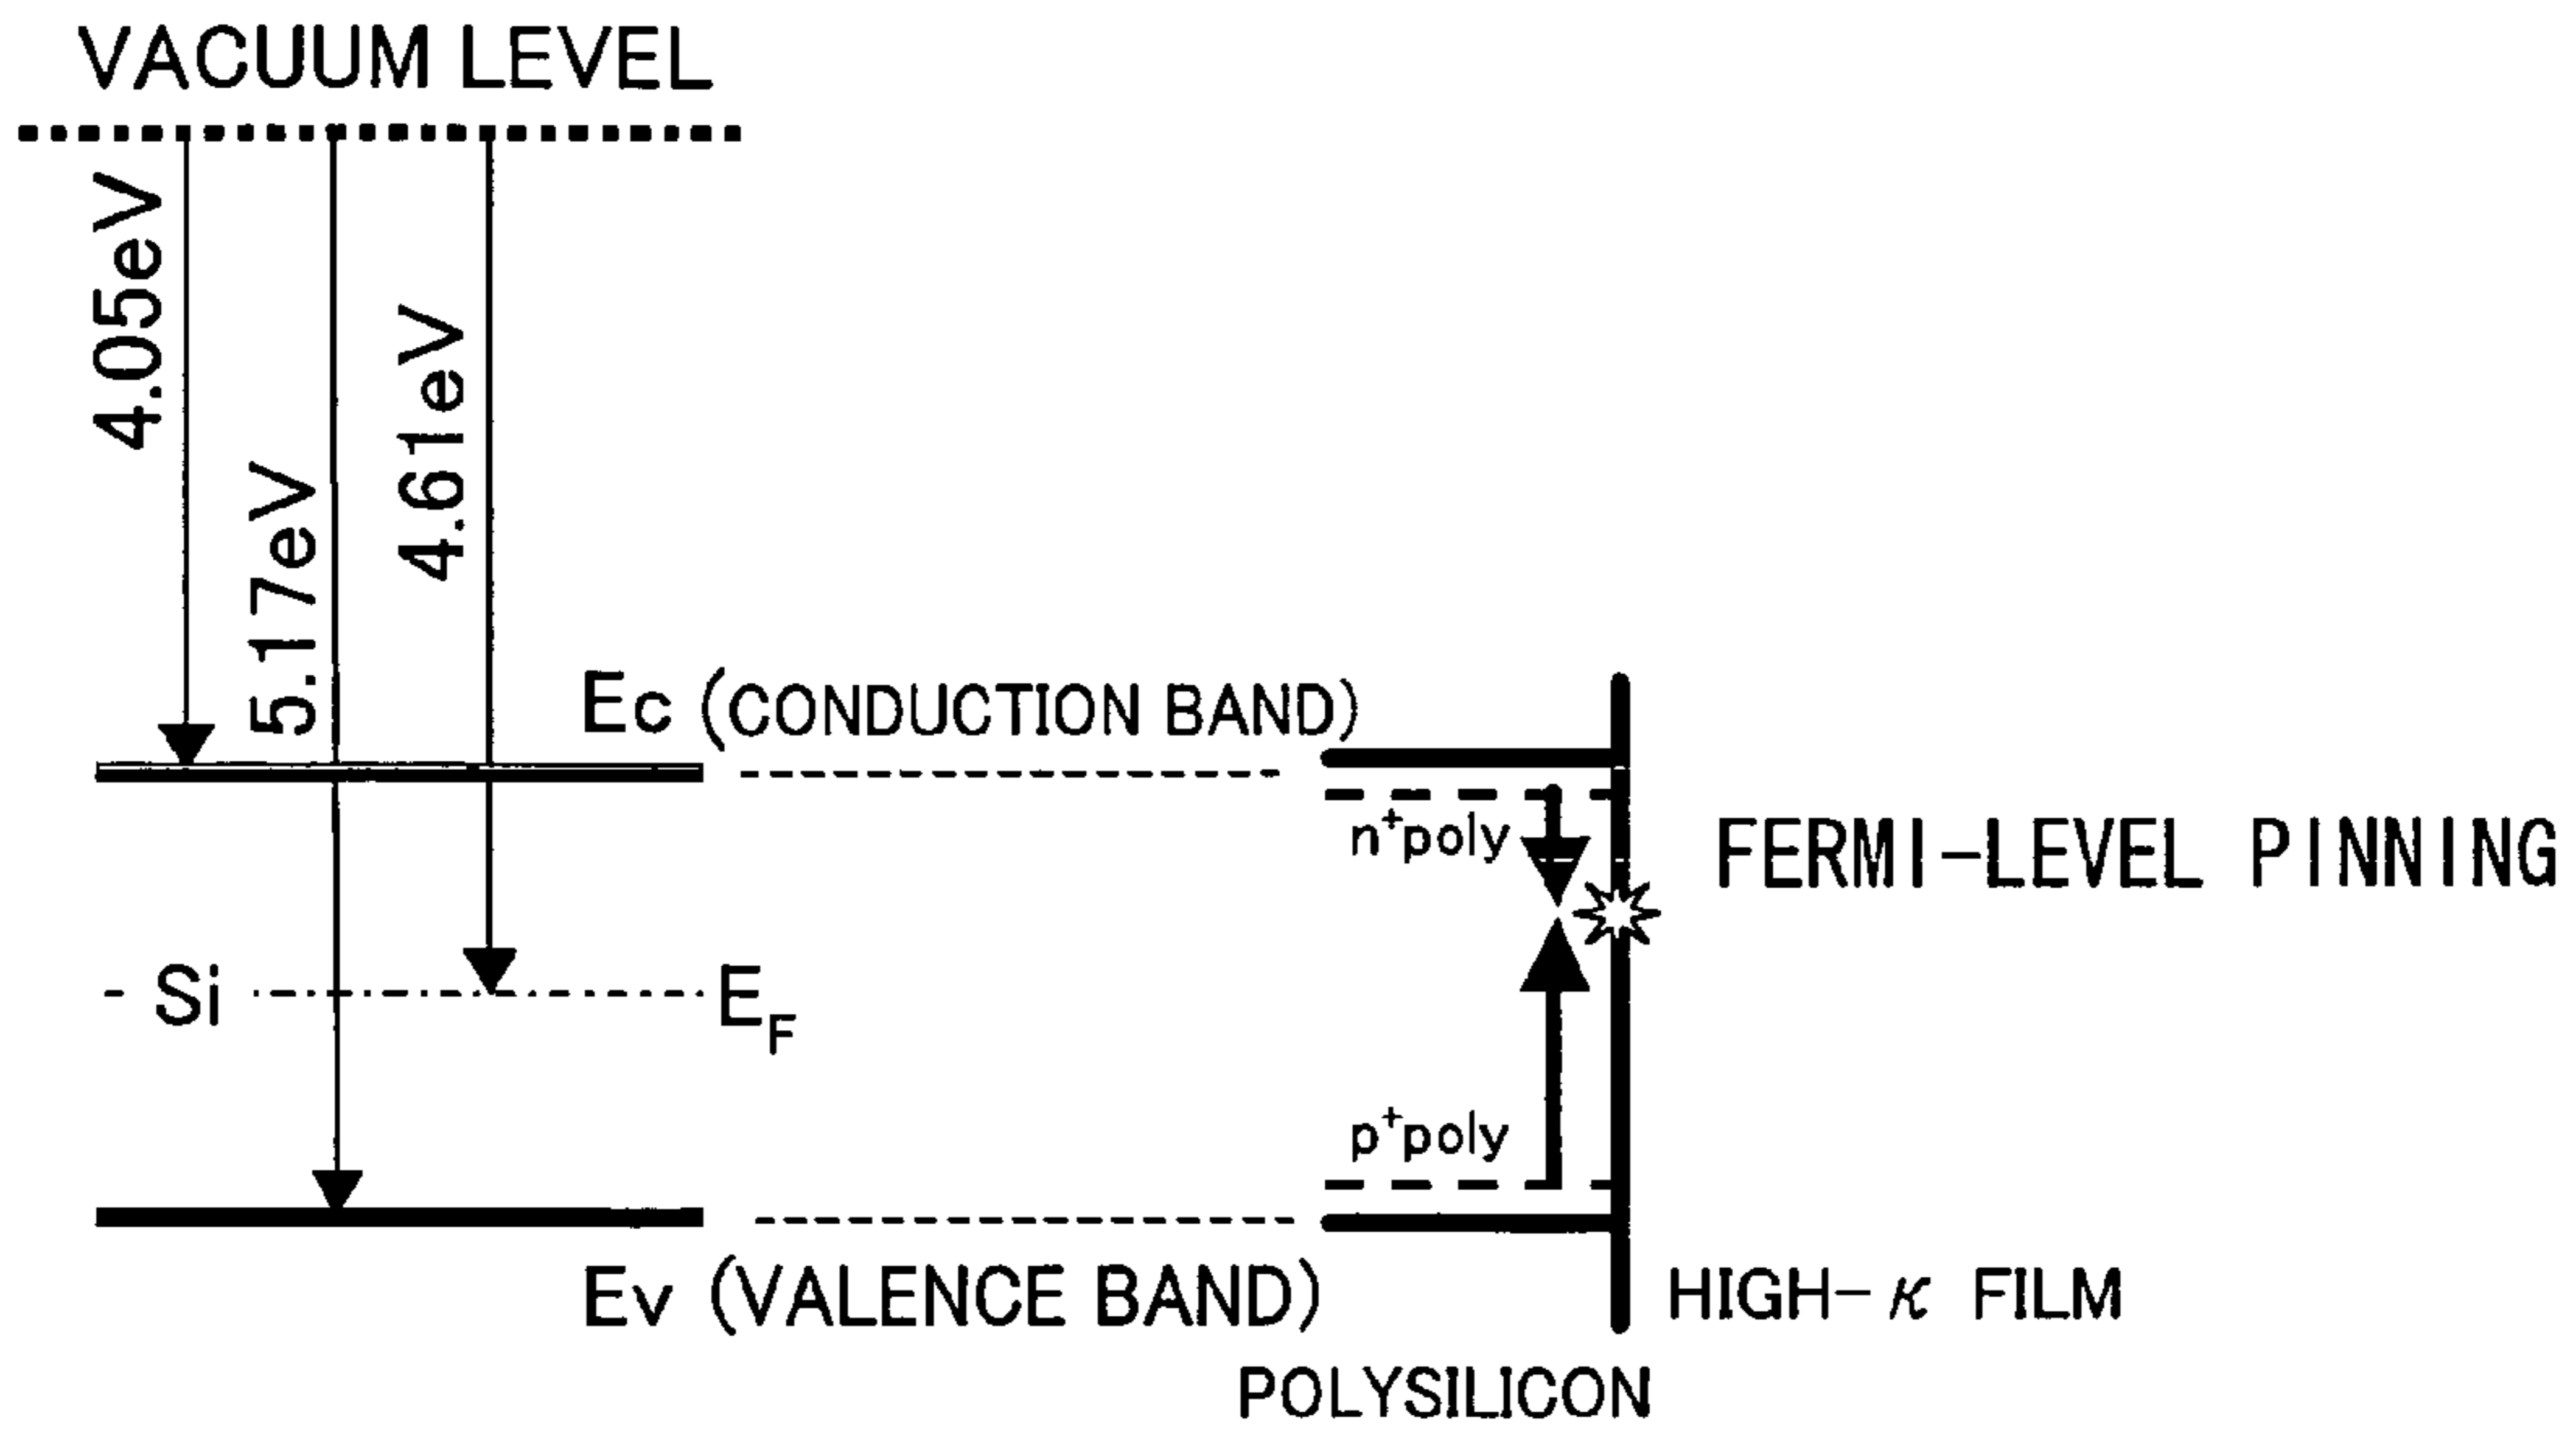 VACUUM LEVEL
4.05eV
5.17eV
4.61eV
Ec (CONDUCTION BAND)
n⁺poly
FERMI-LEVEL PINNING
Si
E_F
p⁺poly
Ev (VALENCE BAND)
HIGH-κ FILM
POLYSILICON